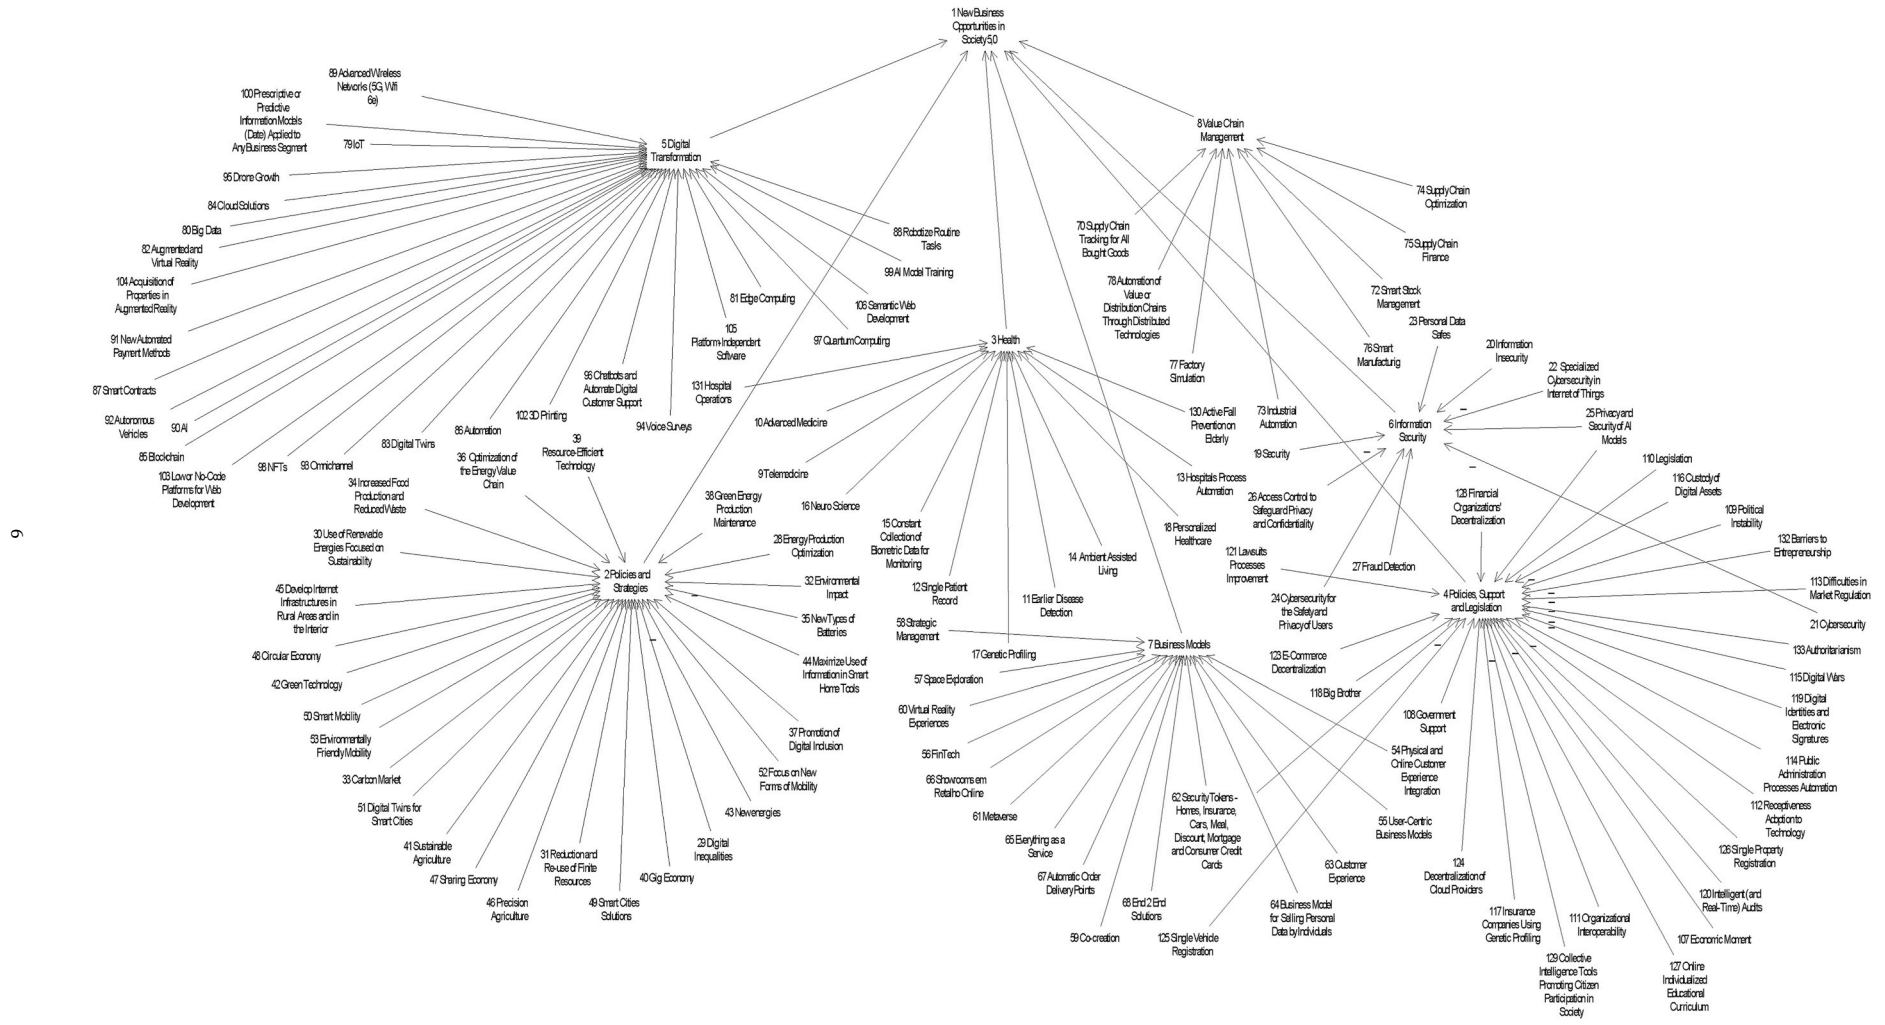 1 New Business
Opportunities in
Society 5,0
89 Advanced Wireless
Networks (5G, Wifi
6e)
100 Prescriptive or
Predictive
Information Models
(Date) Applied to
Any Business Segment
79 IoT
5 Digital
Transformation
8 Value Chain
Management
95 Drone Growth
84 Cloud Solutions
80 Big Data
82 Augmented and
Virtual Reality
104 Acquisition of
Properties in
Augmented Reality
91 New Automated
Payment Methods
87 Smart Contracts
92 Autonomous
Vehicles
90 AI
85 Blockchain
103 Low or No-Code
Platforms for Web
Development
98 NFTs
93 Omnichannel
83 Digital Twins
86 Automation
102 3D Printing
96 Chatbots and
Automate Digital
Customer Support
94 Voice Surveys
105
Platform-Independent
Software
81 Edge Computing
97 Quantum Computing
106 Semantic Web
Development
99 AI Model Training
88 Robotize Routine
Tasks
74 Supply Chain
Optimization
75 Supply Chain
Finance
70 Supply Chain
Tracking for All
Bought Goods
78 Automation of
Value or
Distribution Chains
Through Distributed
Technologies
77 Factory
Simulation
73 Industrial
Automation
72 Smart Stock
Management
76 Smart
Manufacturig
3 Health
131 Hospital
Operations
10 Advanced Medicine
9 Telemedicine
16 Neuro Science
15 Constant
Collection of
Biometric Data for
Monitoring
12 Single Patient
Record
17 Genetic Profiling
11 Earlier Disease
Detection
14 Ambient Assisted
Living
18 Personalized
Healthcare
13 Hospitals Process
Automation
130 Active Fall
Prevention on
Elderly
23 Personal Data
Safes
20 Information
Insecurity
22 Specialized
Cybersecurity in
Internet of Things
25 Privacy and
Security of AI
Models
6 Information
Security
19 Security
26 Access Control to
Safeguard Privacy
and Confidentiality
27 Fraud Detection
24 Cybersecurity for
the Safety and
Privacy of Users
21 Cybersecurity
39
Resource-Efficient
Technology
36 Optimization of
the Energy Value
Chain
34 Increased Food
Production and
Reduced Waste
30 Use of Renewable
Energies Focused on
Sustainability
38 Green Energy
Production
Maintenance
28 Energy Production
Optimization
2 Policies and
Strategies
32 Environmental
Impact
35 New Types of
Batteries
44 Maximize Use of
Information in Smart
Home Tools
37 Promotion of
Digital Inclusion
52 Focus on New
Forms of Mobility
43 New energies
29 Digital
Inequalities
40 Gig Economy
49 Smart Cities
Solutions
31 Reduction and
Re-use of Finite
Resources
46 Precision
Agriculture
47 Sharing Economy
41 Sustainable
Agriculture
51 Digital Twins for
Smart Cities
33 Carbon Market
53 Environmentally
Friendly Mobility
50 Smart Mobility
42 Green Technology
48 Circular Economy
45 Develop Internet
Infrastructures in
Rural Areas and in
the Interior
7 Business Models
58 Strategic
Management
57 Space Exploration
60 Virtual Reality
Experiences
56 FinTech
66 Showrooms em
Retalho Online
61 Metaverse
65 Everything as a
Service
67 Automatic Order
Delivery Points
59 Co-creation
68 End 2 End
Solutions
62 Security Tokens -
Homes, Insurance,
Cars, Meal,
Discount, Mortgage
and Consumer Credit
Cards
64 Business Model
for Selling Personal
Data by Individuals
63 Customer
Experience
55 User-Centric
Business Models
54 Physical and
Online Customer
Experience
Integration
4 Policies, Support
and Legislation
128 Financial
Organizations'
Decentralization
110 Legislation
116 Custody of
Digital Assets
109 Political
Instability
132 Barriers to
Entrepreneurship
113 Difficulties in
Market Regulation
133 Authoritarianism
115 Digital Wars
119 Digital
Identities and
Electronic
Signatures
114 Public
Administration
Processes Automation
112 Receptiveness
Adoption to
Technology
126 Single Property
Registration
120 Intelligent (and
Real-Time) Audits
107 Economic Moment
127 Online
Individualized
Educational
Curriculum
111 Organizational
Interoperability
129 Collective
Intelligence Tools
Promoting Citizen
Participation in
Society
117 Insurance
Companies Using
Genetic Profiling
124
Decentralization of
Cloud Providers
108 Government
Support
125 Single Vehicle
Registration
118 Big Brother
123 E-Commerce
Decentralization
121 Lawsuits
Processes
Improvement
9